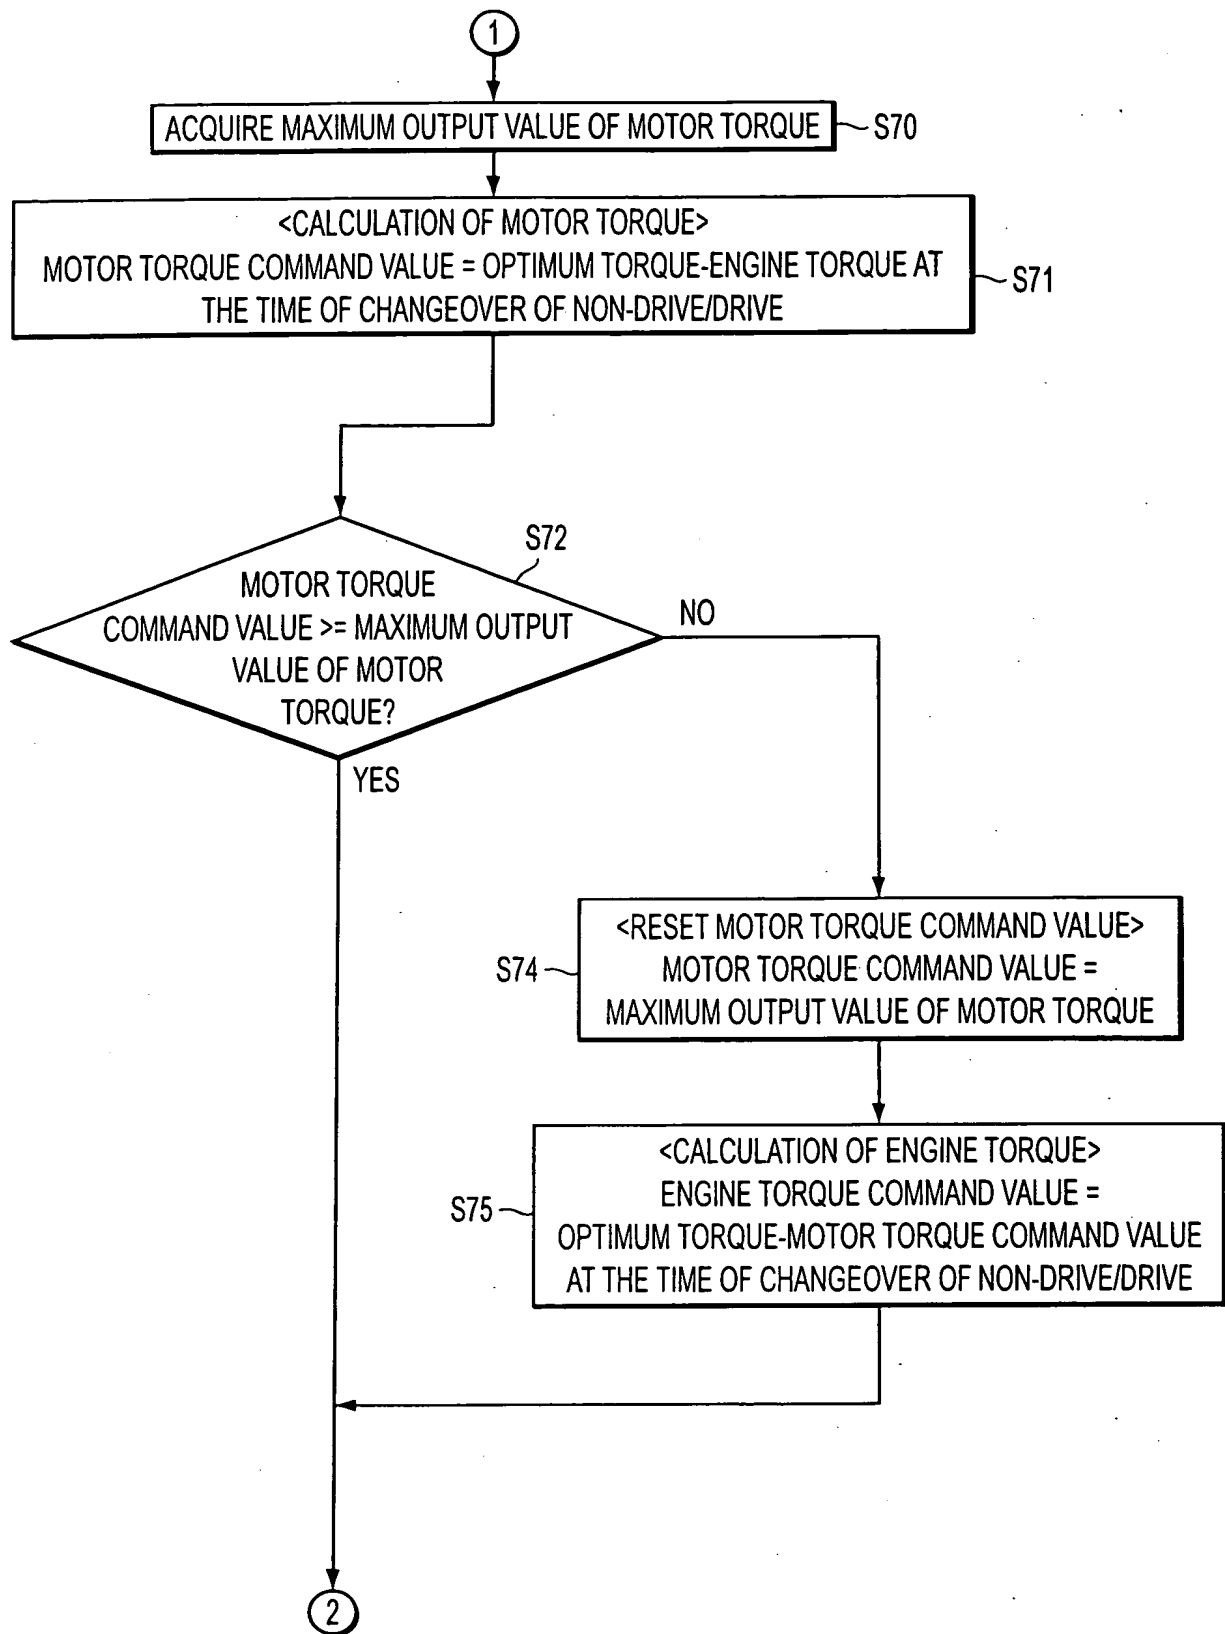 1
ACQUIRE MAXIMUM OUTPUT VALUE OF MOTOR TORQUE
S70
<CALCULATION OF MOTOR TORQUE>
MOTOR TORQUE COMMAND VALUE = OPTIMUM TORQUE-ENGINE TORQUE AT
THE TIME OF CHANGEOVER OF NON-DRIVE/DRIVE
S71
S72
MOTOR TORQUE
COMMAND VALUE >= MAXIMUM OUTPUT
VALUE OF MOTOR
TORQUE?
NO
YES
<RESET MOTOR TORQUE COMMAND VALUE>
MOTOR TORQUE COMMAND VALUE =
MAXIMUM OUTPUT VALUE OF MOTOR TORQUE
S74
<CALCULATION OF ENGINE TORQUE>
ENGINE TORQUE COMMAND VALUE =
OPTIMUM TORQUE-MOTOR TORQUE COMMAND VALUE
AT THE TIME OF CHANGEOVER OF NON-DRIVE/DRIVE
S75
2